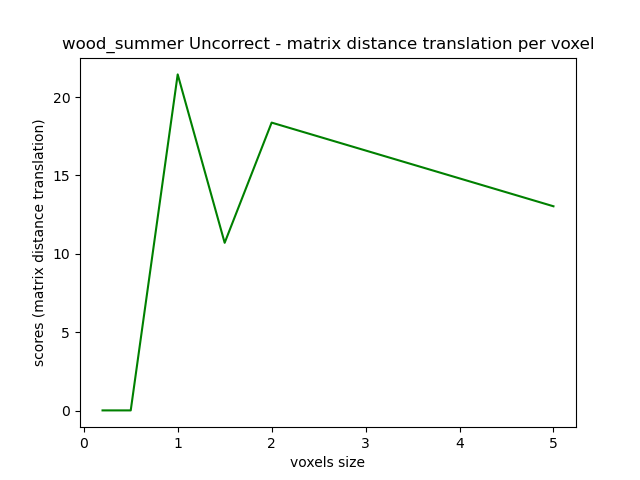 wood_summer Uncorrect - matrix distance translation per voxel
scores (matrix distance translation)
20
15
10
5
0
0 1 2 3 4 5
voxels size